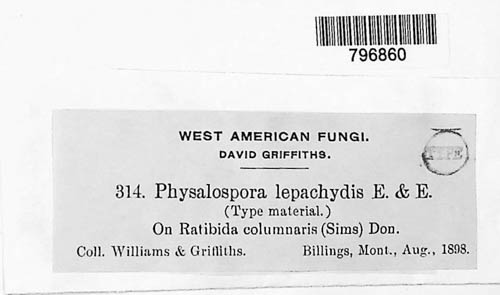 796860
WEST AMERICAN FUNGI.
DAVID GRIFFITHS.
TYPE
314. Physalospora lepachydis E. & E.
(Type material.)
On Ratibida columnaris (Sims) Don.
Coll. Williams & Griffiths. Billings, Mont., Aug., 1898.